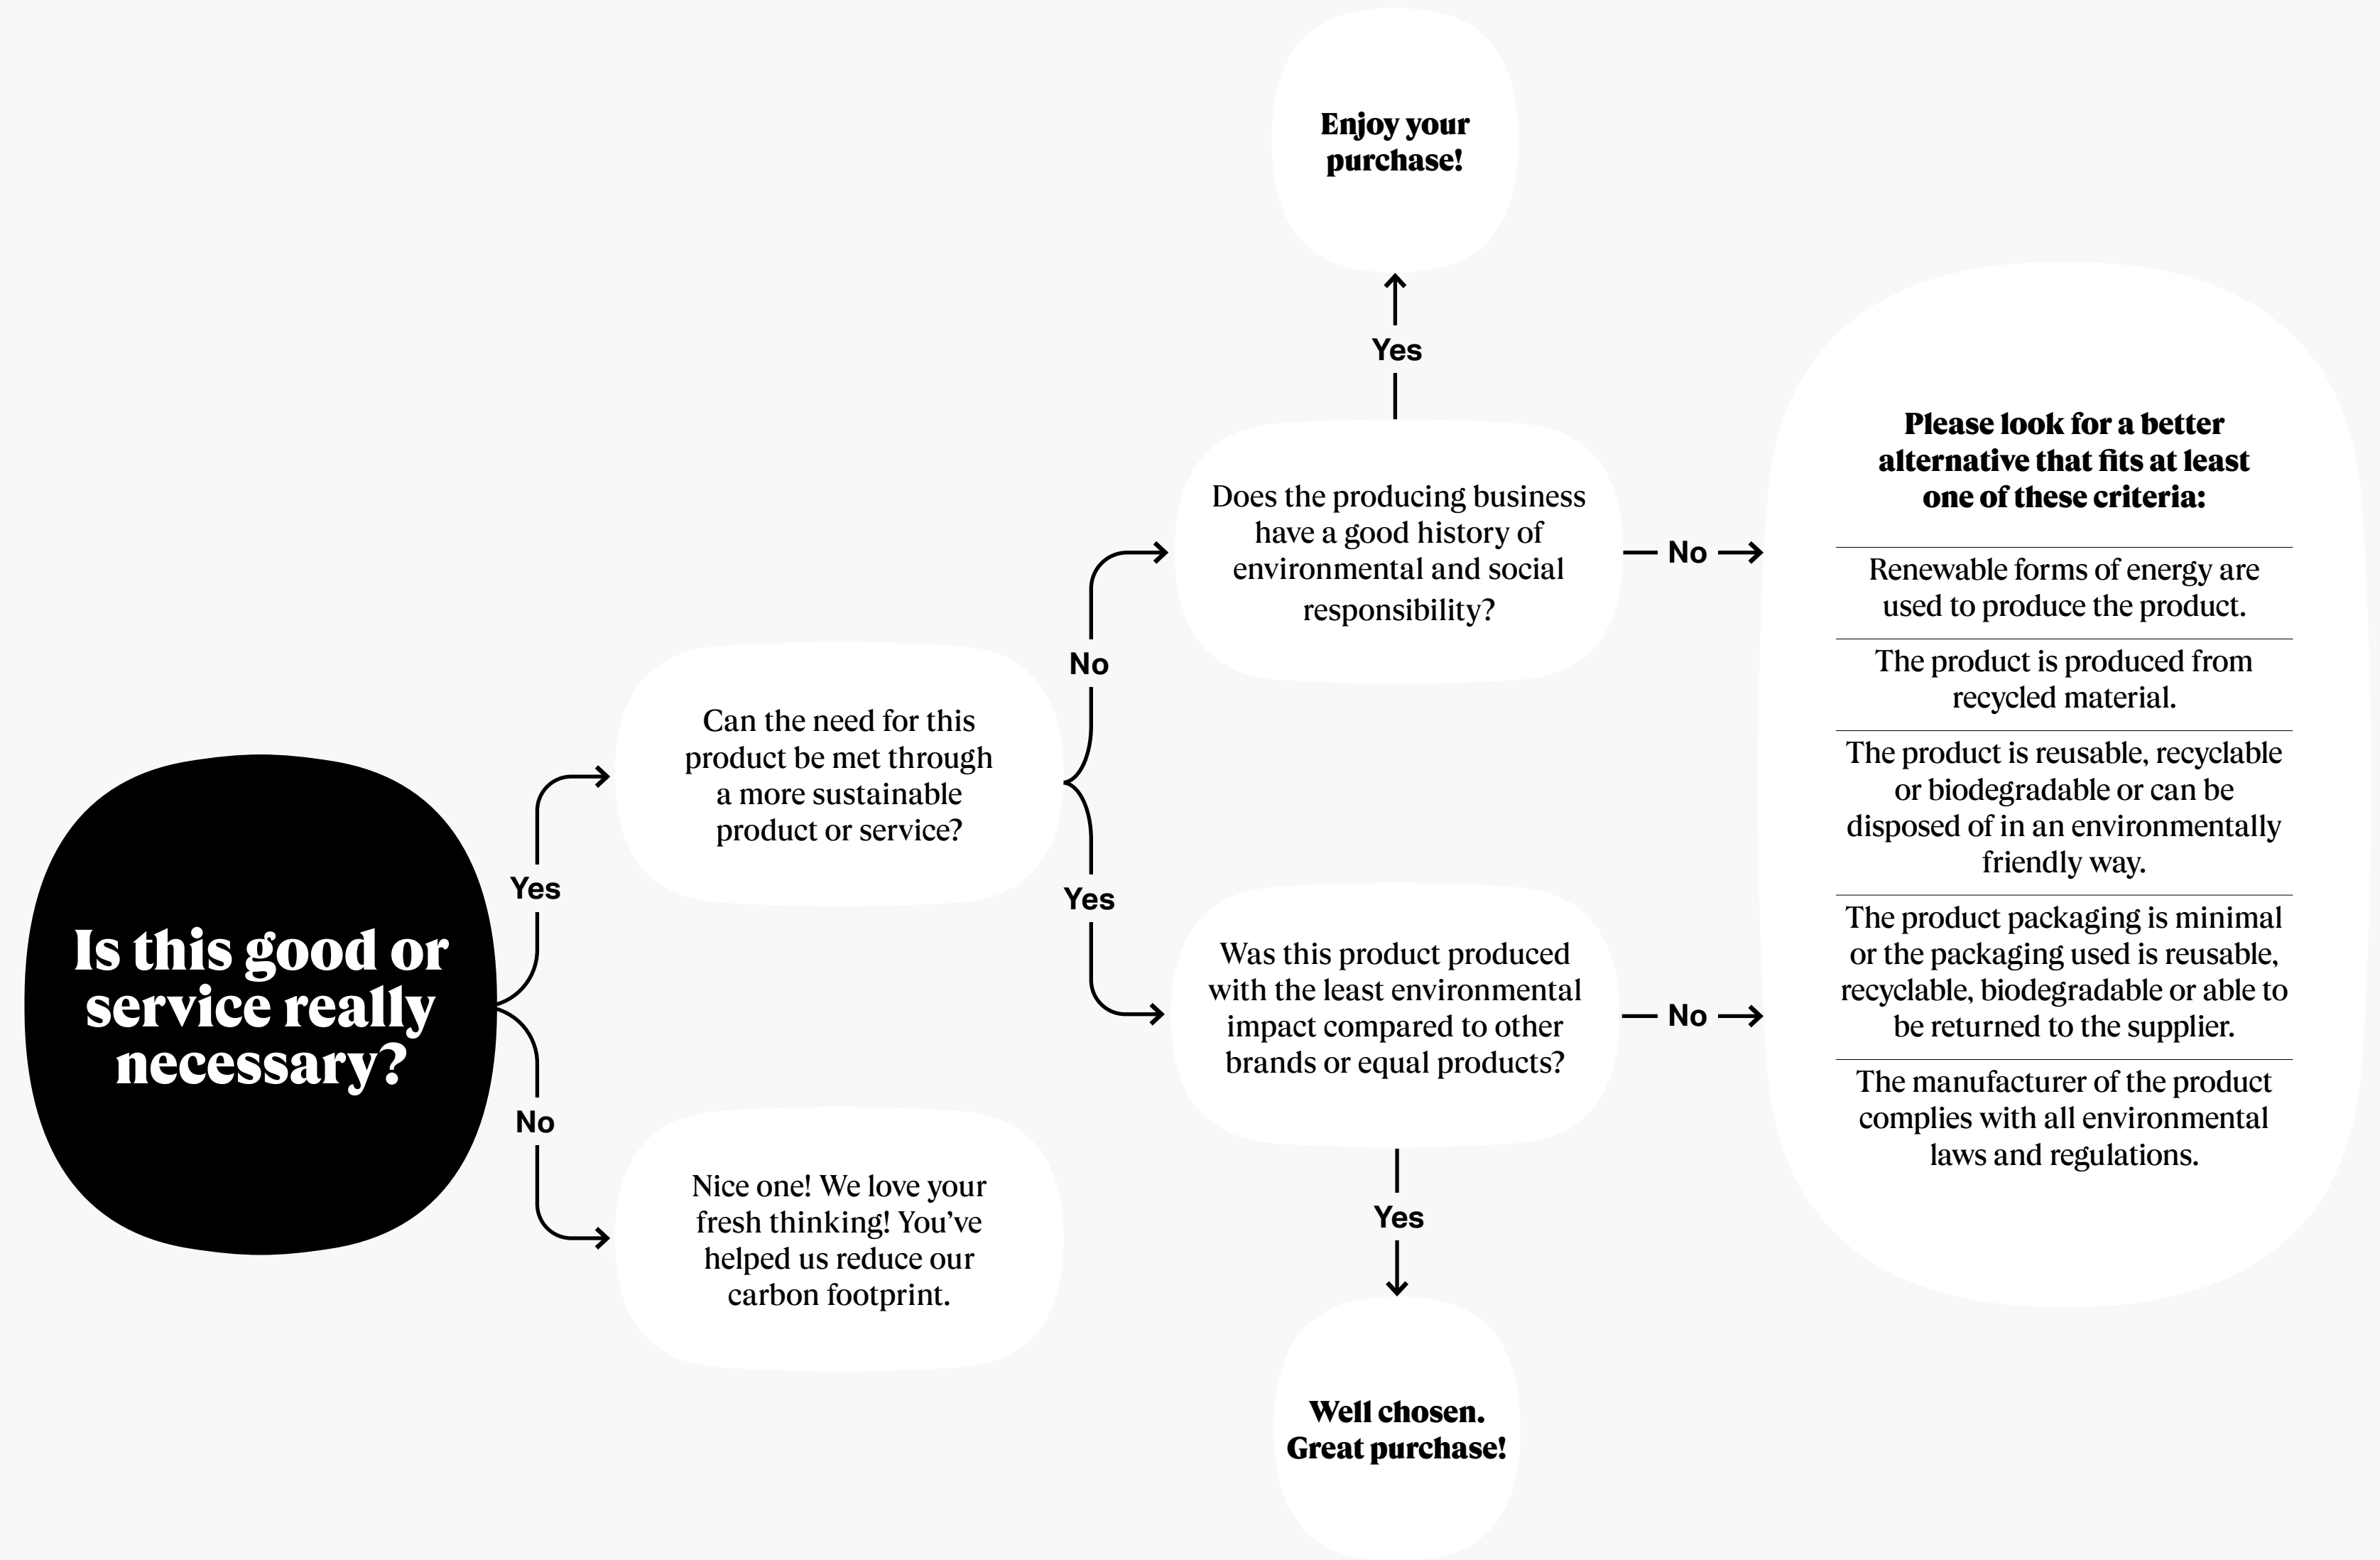 Is this good or
service really
necessary?
Yes
No
Can the need for this
product be met through
a more sustainable
product or service?
Nice one! We love your
fresh thinking! You’ve
helped us reduce our
carbon footprint.
No
Yes
Does the producing business
have a good history of
environmental and social
responsibility?
Yes
Enjoy your
purchase!
No
Was this product produced
with the least environmental
impact compared to other
brands or equal products?
No
Yes
Well chosen.
Great purchase!
Please look for a better
alternative that fits at least
one of these criteria:
Renewable forms of energy are
used to produce the product.
The product is produced from
recycled material.
The product is reusable, recyclable
or biodegradable or can be
disposed of in an environmentally
friendly way.
The product packaging is minimal
or the packaging used is reusable,
recyclable, biodegradable or able to
be returned to the supplier.
The manufacturer of the product
complies with all environmental
laws and regulations.